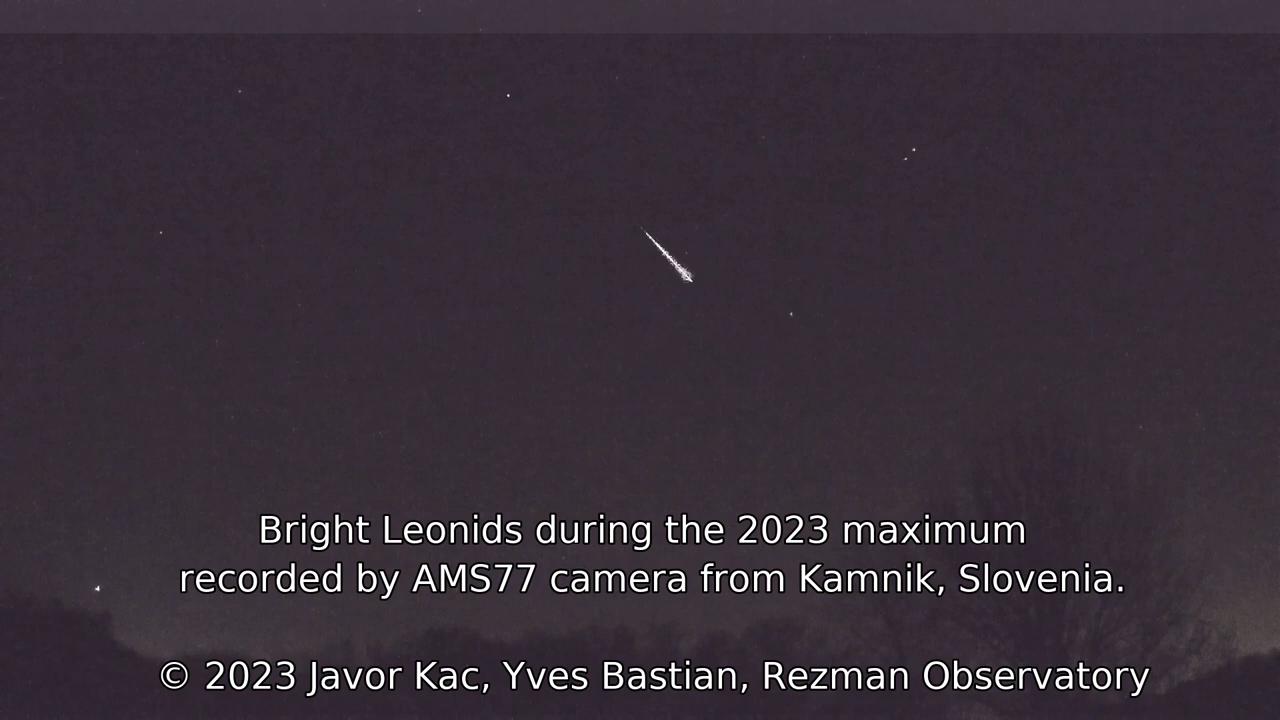 Bright Leonids during the 2023 maximum
recorded by AMS77 camera from Kamnik, Slovenia.
© 2023 Javor Kac, Yves Bastian, Rezman Observatory